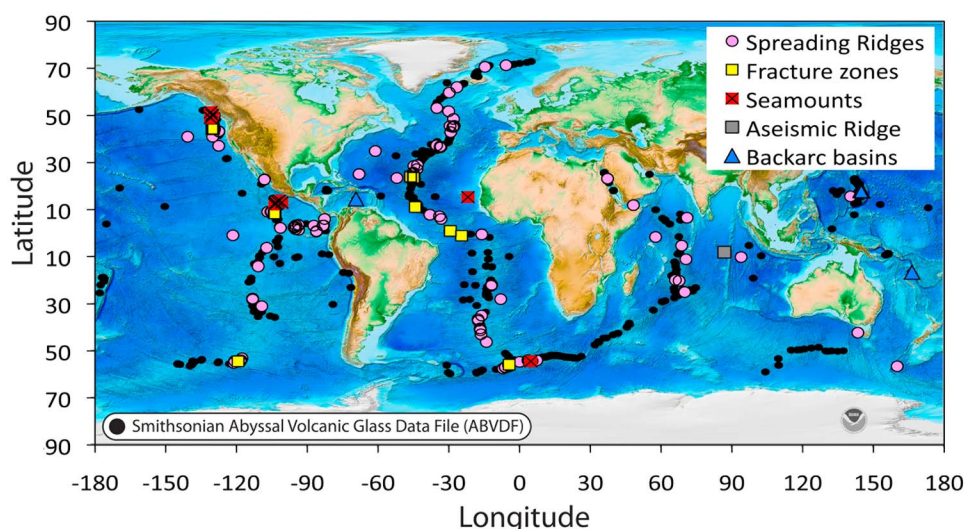 90
70
50
30
10
10
30
50
70
90
Latitude
Spreading Ridges
Fracture zones
Seamounts
Aseismic Ridge
Backarc basins
Smithsonian Abyssal Volcanic Glass Data File (ABVDF)
-180 -150 -120 -90 -60 -30 0 30 60 90 120 150 180
Longitude